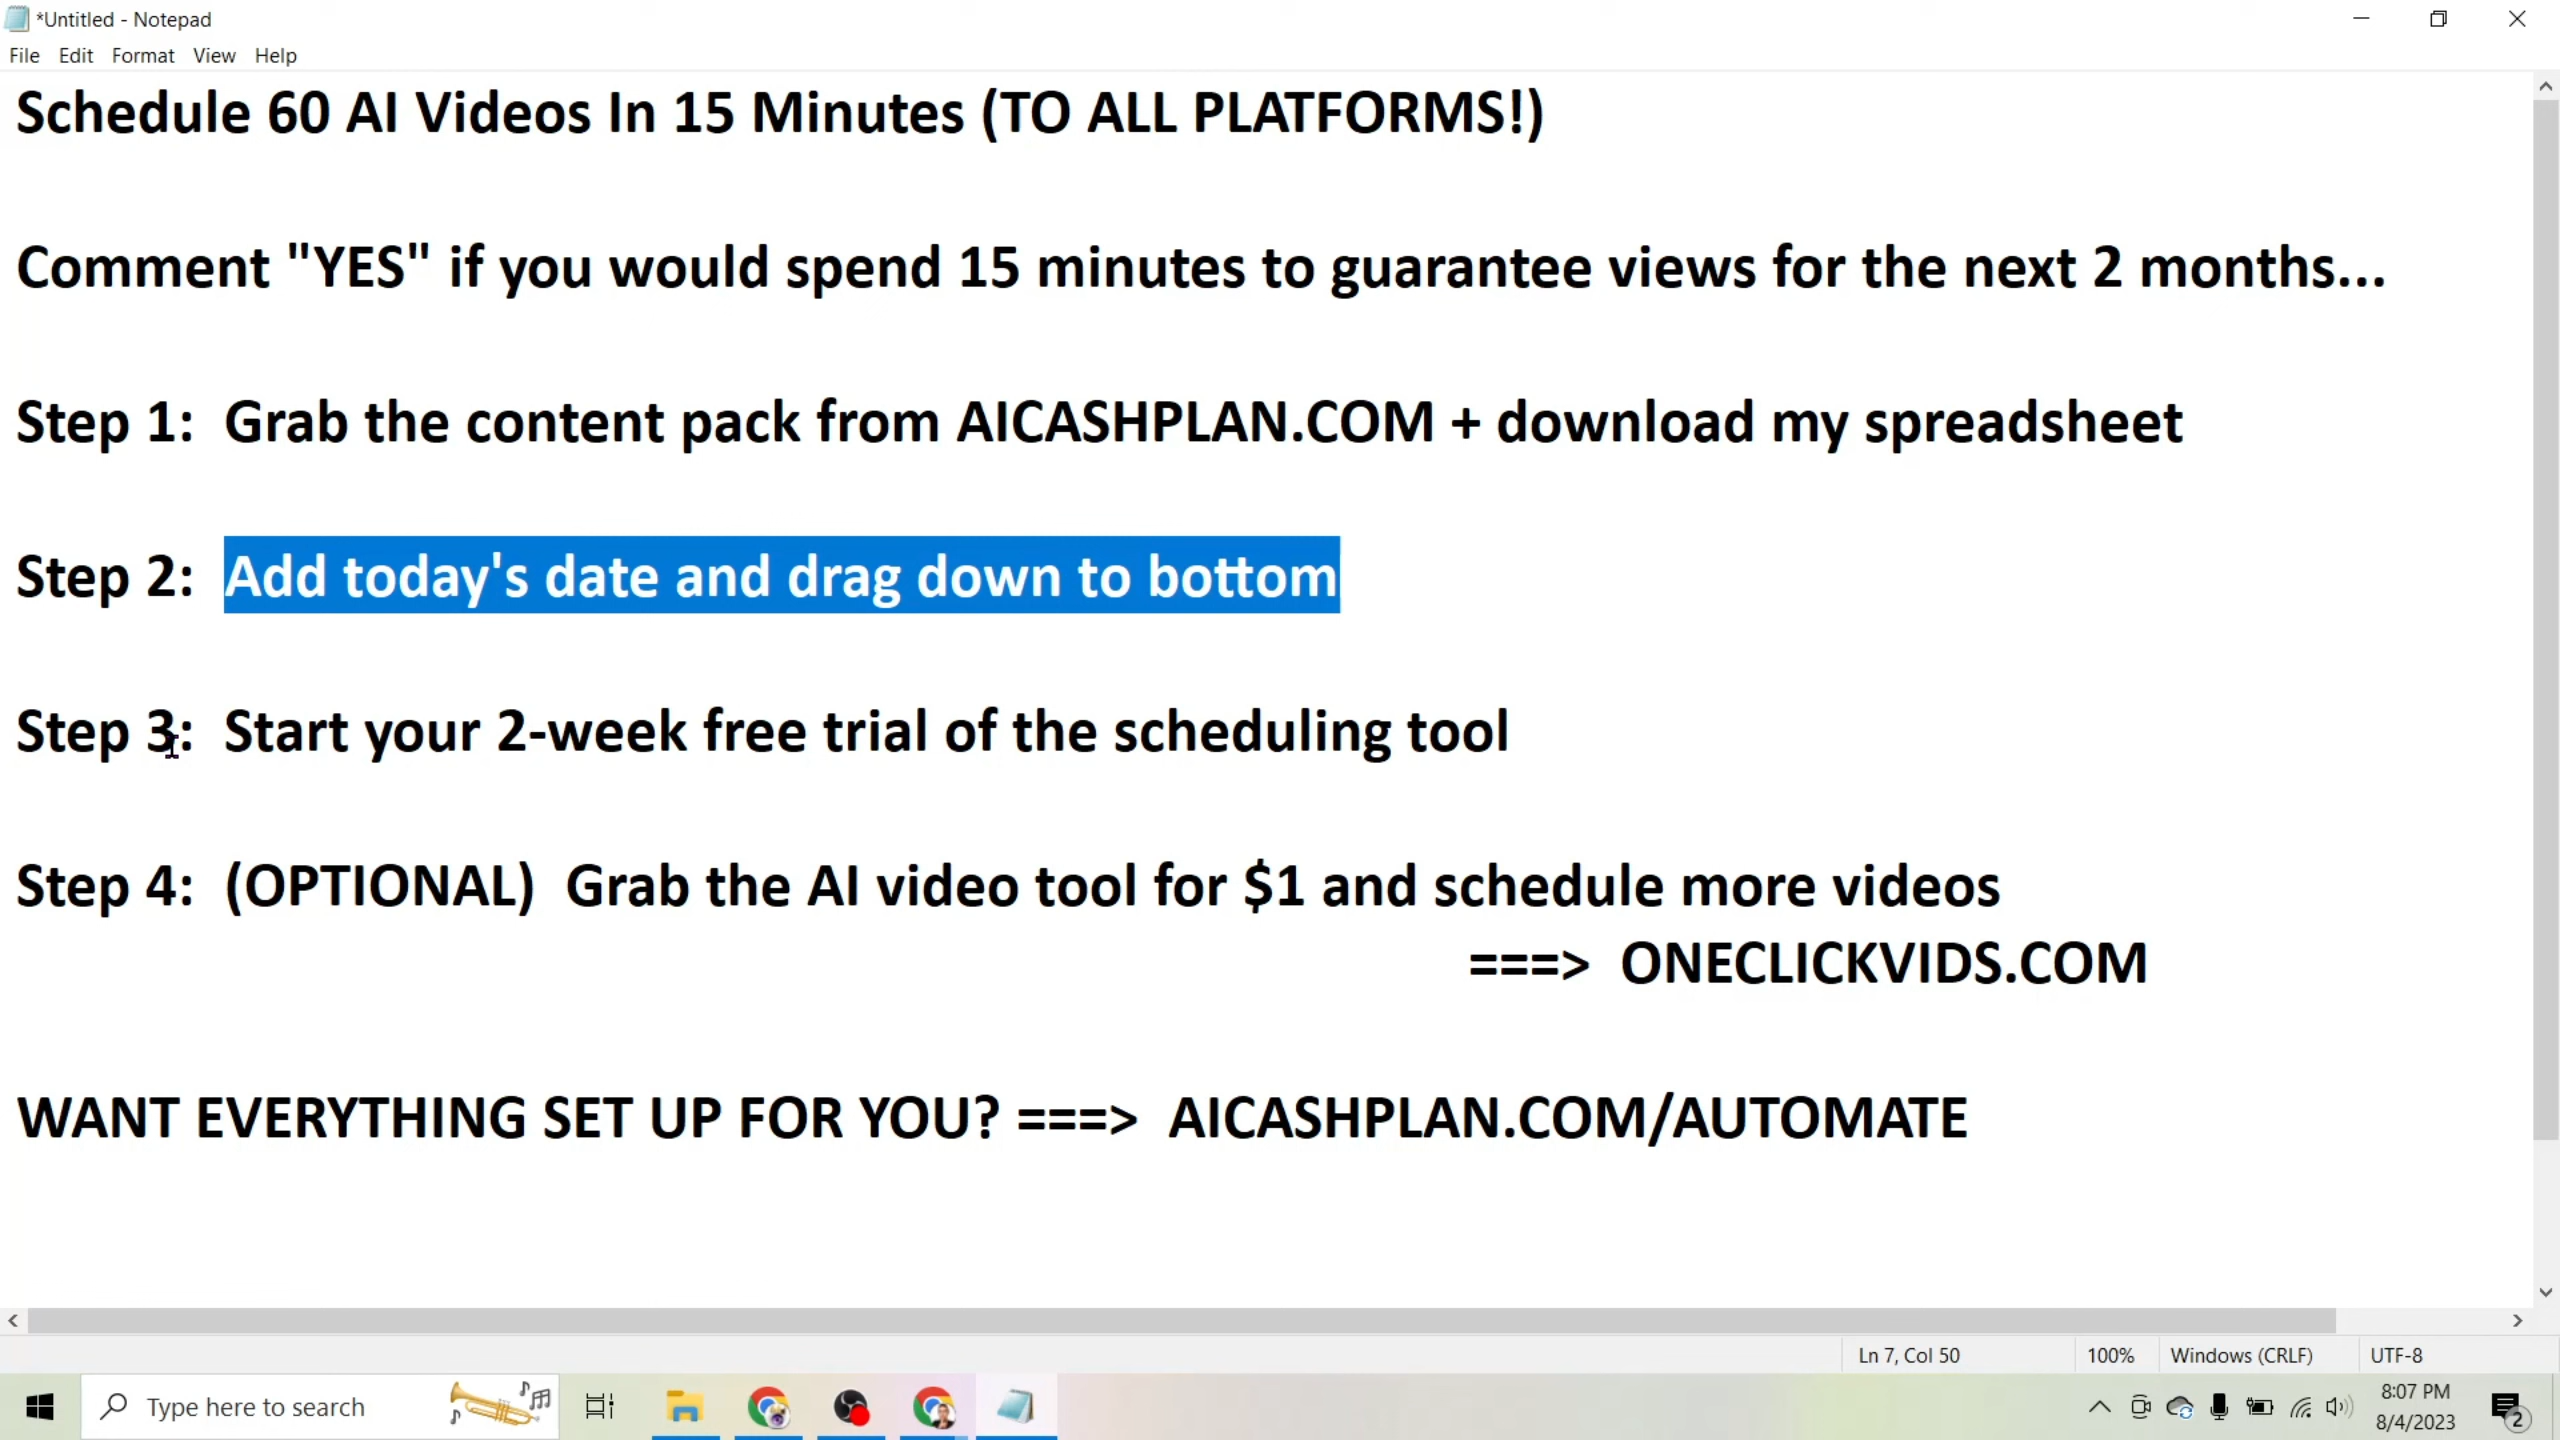 *Untitled - Notepad
File Edit Format View Help
Schedule 60 AI Videos In 15 Minutes (TO ALL PLATFORMS!)
Comment "YES" if you would spend 15 minutes to guarantee views for the next 2 months...
Step 1:  Grab the content pack from AICASHPLAN.COM + download my spreadsheet
Step 2:  Add today's date and drag down to bottom
Step 3:  Start your 2-week free trial of the scheduling tool
Step 4:  (OPTIONAL)  Grab the AI video tool for $1 and schedule more videos
===>  ONECLICKVIDS.COM
WANT EVERYTHING SET UP FOR YOU? ===>  AICASHPLAN.COM/AUTOMATE
Ln 7, Col 50 100% Windows (CRLF) UTF-8
Type here to search
8:07 PM
8/4/2023
2